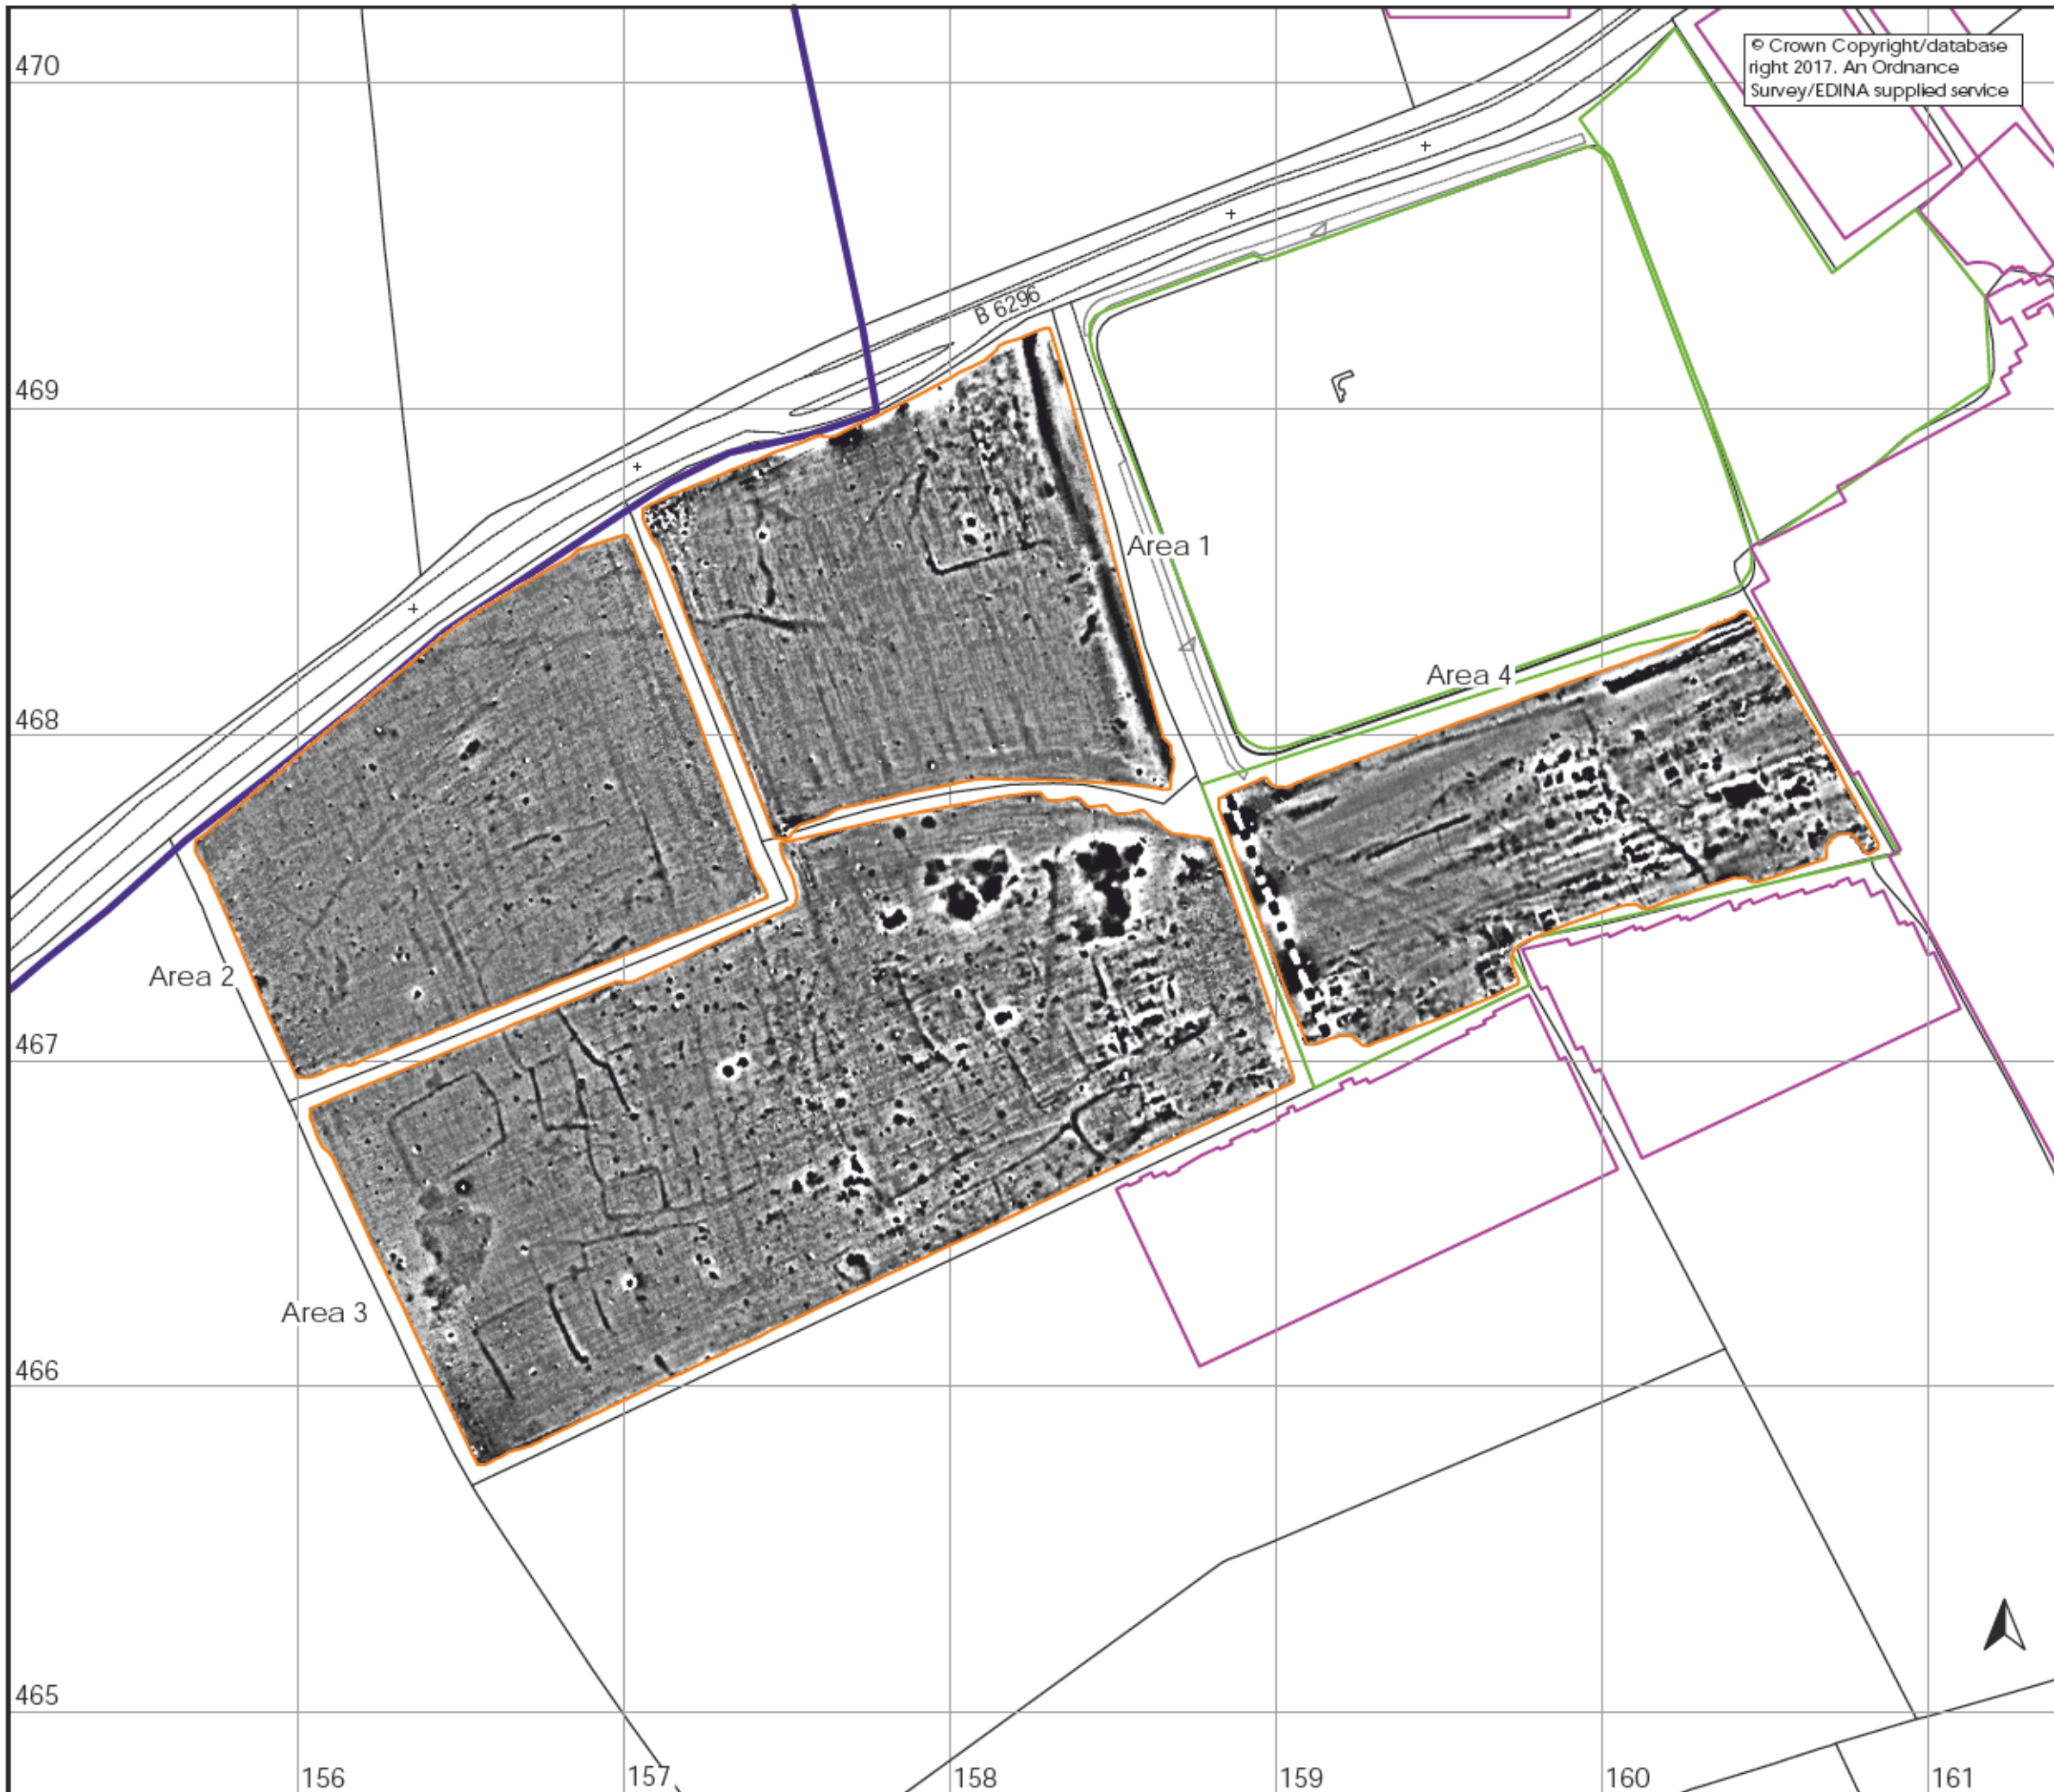 470
© Crown Copyright/database
right 2017. An Ordnance
Survey/EDINA supplied service
B 6296
469
Area 1
Area 4
468
Area 2
467
Area 3
466
465
156
157
158
159
160
161